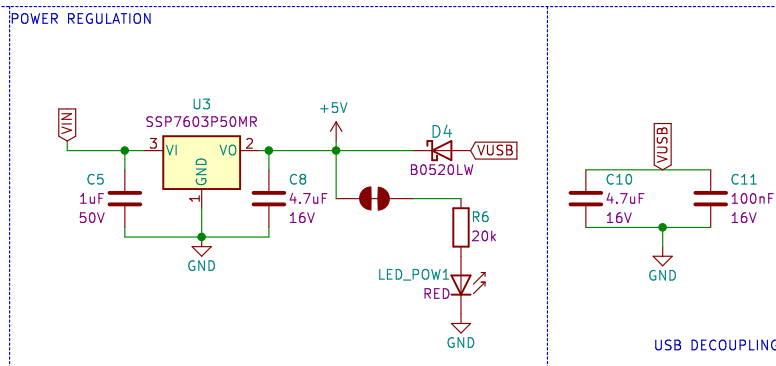 POWER REGULATION
VIN
U3
SSP7603P50MR
3
VI
VO
2
GND
1
C5
1uF
50V
C8
4.7uF
16V
GND
+5V
D4
VUSB
B0520LW
R6
20k
LED_POW1
RED
GND
VUSB
C10
4.7uF
16V
C11
100nF
16V
GND
USB DECOUPLING